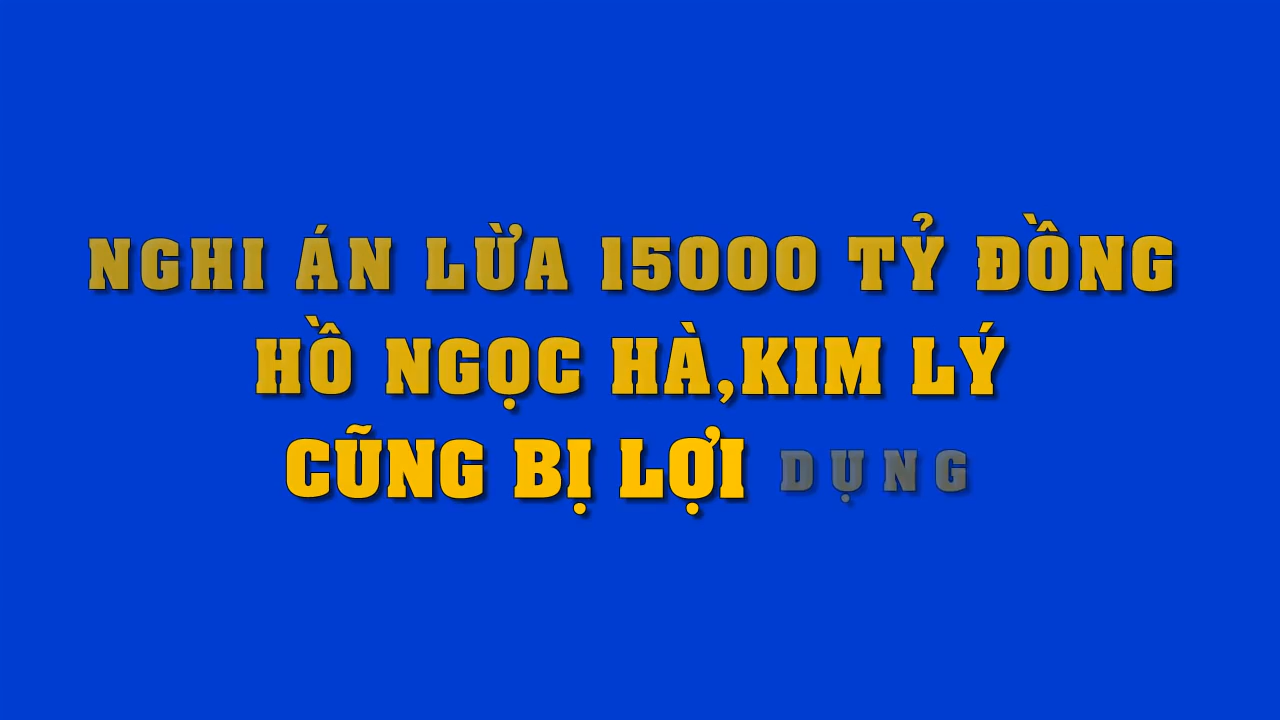 NGHI ÁN LỪA 15000 TỶ ĐỒNG
HỒ NGỌC HÀ,KIM LÝ
CŨNG BỊ LỢI DỤNG